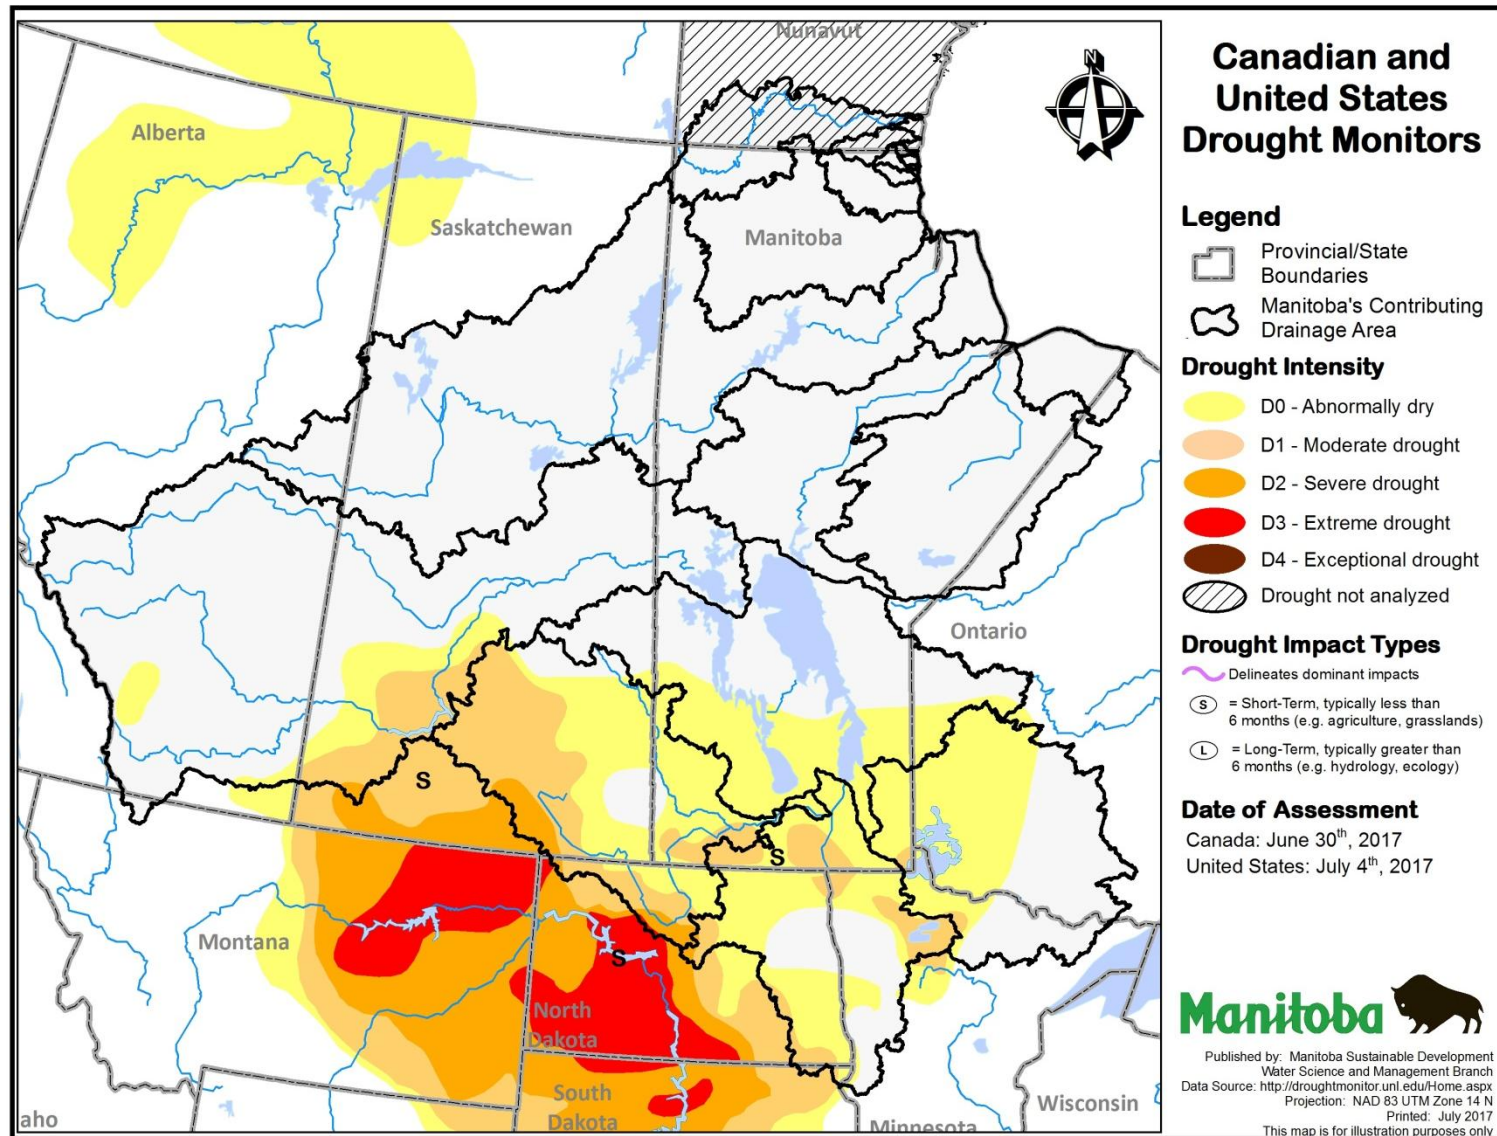 Nunavut
Alberta
Saskatchewan
Manitoba
N
Ontario
S
S
Montana
S
North
Dakota
South
Dakota
aho
Minnesota
Wisconsin
Canadian and
United States
Drought Monitors
Legend
Provincial/State
Boundaries
Manitoba's Contributing
Drainage Area
Drought Intensity
D0 - Abnormally dry
D1 - Moderate drought
D2 - Severe drought
D3 - Extreme drought
D4 - Exceptional drought
Drought not analyzed
Drought Impact Types
Delineates dominant impacts
S = Short-Term, typically less than
6 months (e.g. agriculture, grasslands)
L = Long-Term, typically greater than
6 months (e.g. hydrology, ecology)
Date of Assessment
Canada: June 30th, 2017
United States: July 4th, 2017
Manitoba
Published by: Manitoba Sustainable Development
Water Science and Management Branch
Data Source: http://droughtmonitor.unl.edu/Home.aspx
Projection: NAD 83 UTM Zone 14 N
Printed: July 2017
This map is for illustration purposes only